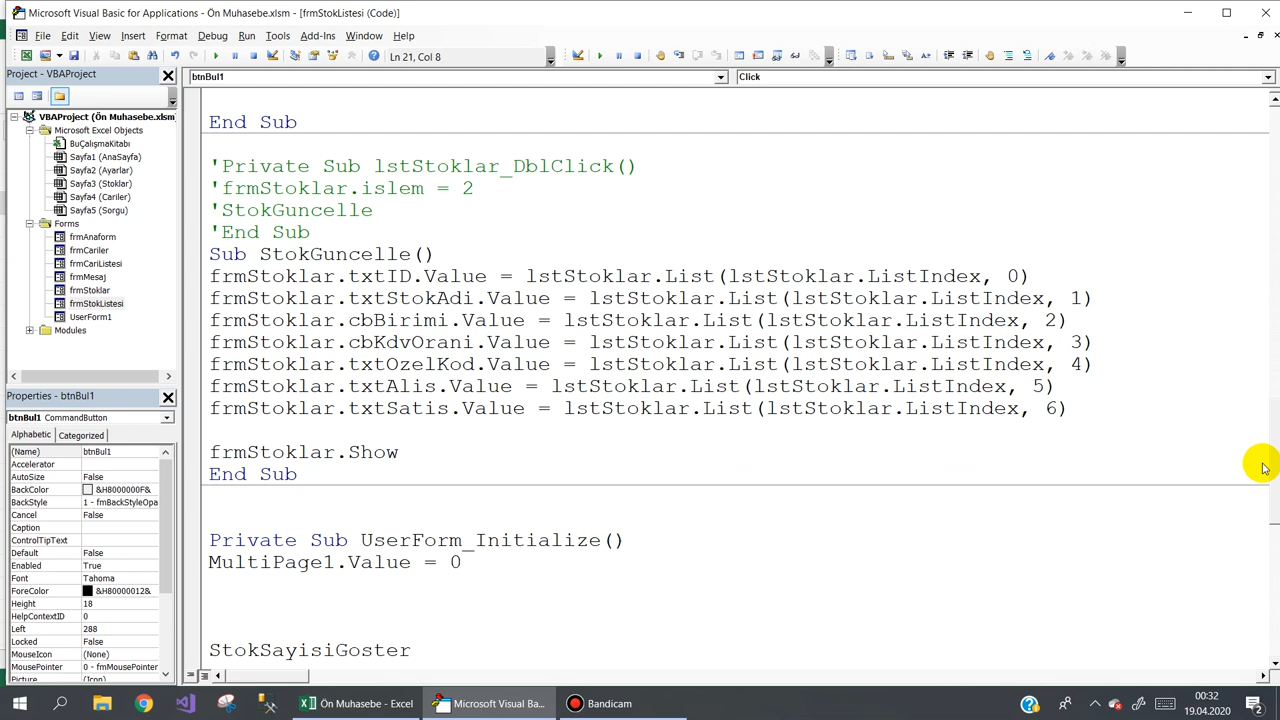 Microsoft Visual Basic for Applications - Ön Muhasebe.xlsm - [frmStokListesi (Code)]
File Edit View Insert Format Debug Run Tools Add-Ins Window Help
Ln 21, Col 8
Project - VBAProject
btnBul1
Click
VBAProject (Ön Muhasebe.xlsm)
Microsoft Excel Objects
BuÇalışmaKitabı
Sayfa1 (AnaSayfa)
Sayfa2 (Ayarlar)
Sayfa3 (Stoklar)
Sayfa4 (Cariler)
Sayfa5 (Sorgu)
Forms
frmAnaform
frmCariler
frmCariListesi
frmMesaj
frmStoklar
frmStokListesi
UserForm1
Modules
Properties - btnBul1
btnBul1 CommandButton
Alphabetic Categorized
(Name) btnBul1
Accelerator
AutoSize False
BackColor &H8000000F&
BackStyle 1 - fmBackStyleOpa
Cancel False
Caption
ControlTipText
Default False
Enabled True
Font Tahoma
ForeColor &H80000012&
Height 18
HelpContextID 0
Left 288
Locked False
MouseIcon (None)
MousePointer 0 - fmMousePointer
Picture (Icon)
End Sub
'Private Sub lstStoklar_DblClick()
'frmStoklar.islem = 2
'StokGuncelle
'End Sub
Sub StokGuncelle()
frmStoklar.txtID.Value = lstStoklar.List(lstStoklar.ListIndex, 0)
frmStoklar.txtStokAdi.Value = lstStoklar.List(lstStoklar.ListIndex, 1)
frmStoklar.cbBirimi.Value = lstStoklar.List(lstStoklar.ListIndex, 2)
frmStoklar.cbKdvOrani.Value = lstStoklar.List(lstStoklar.ListIndex, 3)
frmStoklar.txtOzelKod.Value = lstStoklar.List(lstStoklar.ListIndex, 4)
frmStoklar.txtAlis.Value = lstStoklar.List(lstStoklar.ListIndex, 5)
frmStoklar.txtSatis.Value = lstStoklar.List(lstStoklar.ListIndex, 6)
frmStoklar.Show
End Sub
Private Sub UserForm_Initialize()
MultiPage1.Value = 0
StokSayisiGoster
Ön Muhasebe - Excel
Microsoft Visual Ba...
Bandicam
00:32
19.04.2020
2